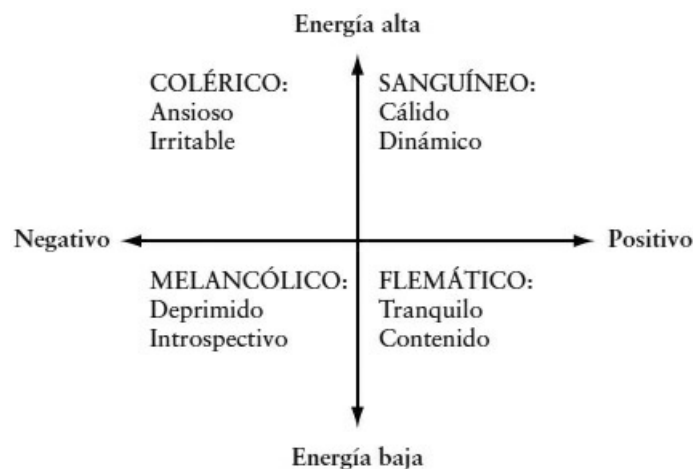 Energía alta
COLÉRICO:
Ansioso
Irritable
SANGUÍNEO:
Cálido
Dinámico
Negativo
Positivo
MELANCÓLICO:
Deprimido
Introspectivo
FLEMÁTICO:
Tranquilo
Contenido
Energía baja